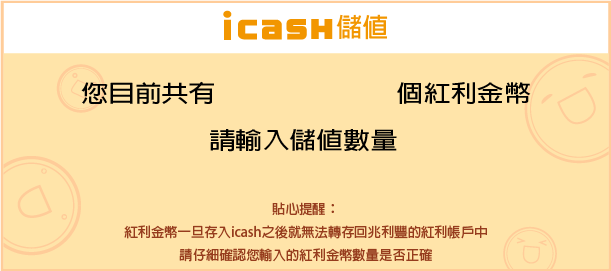 icash儲值
您目前共有 個紅利金幣
請輸入儲值數量
貼心提醒：
紅利金幣一旦存入icash之後就無法轉存回兆利豐的紅利帳戶中
請仔細確認您輸入的紅利金幣數量是否正確